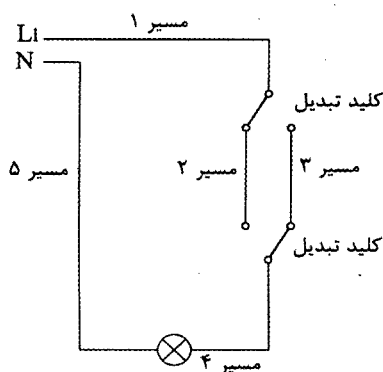 مسیر ۱
L1
N
کلید تبدیل
مسیر ۵
مسیر ۲
مسیر ۳
کلید تبدیل
مسیر ۴